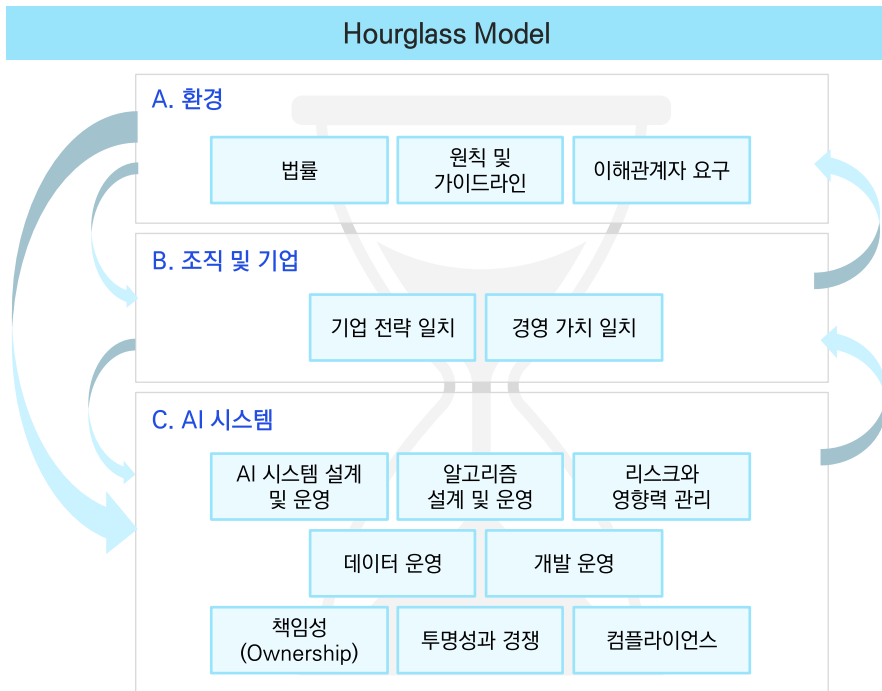 Hourglass Model
A. 환경
법률
원칙 및
가이드라인
이해관계자 요구
B. 조직 및 기업
기업 전략 일치
경영 가치 일치
C. AI 시스템
AI 시스템 설계
및 운영
알고리즘
설계 및 운영
리스크와
영향력 관리
데이터 운영
개발 운영
책임성
(Ownership)
투명성과 경쟁
컴플라이언스